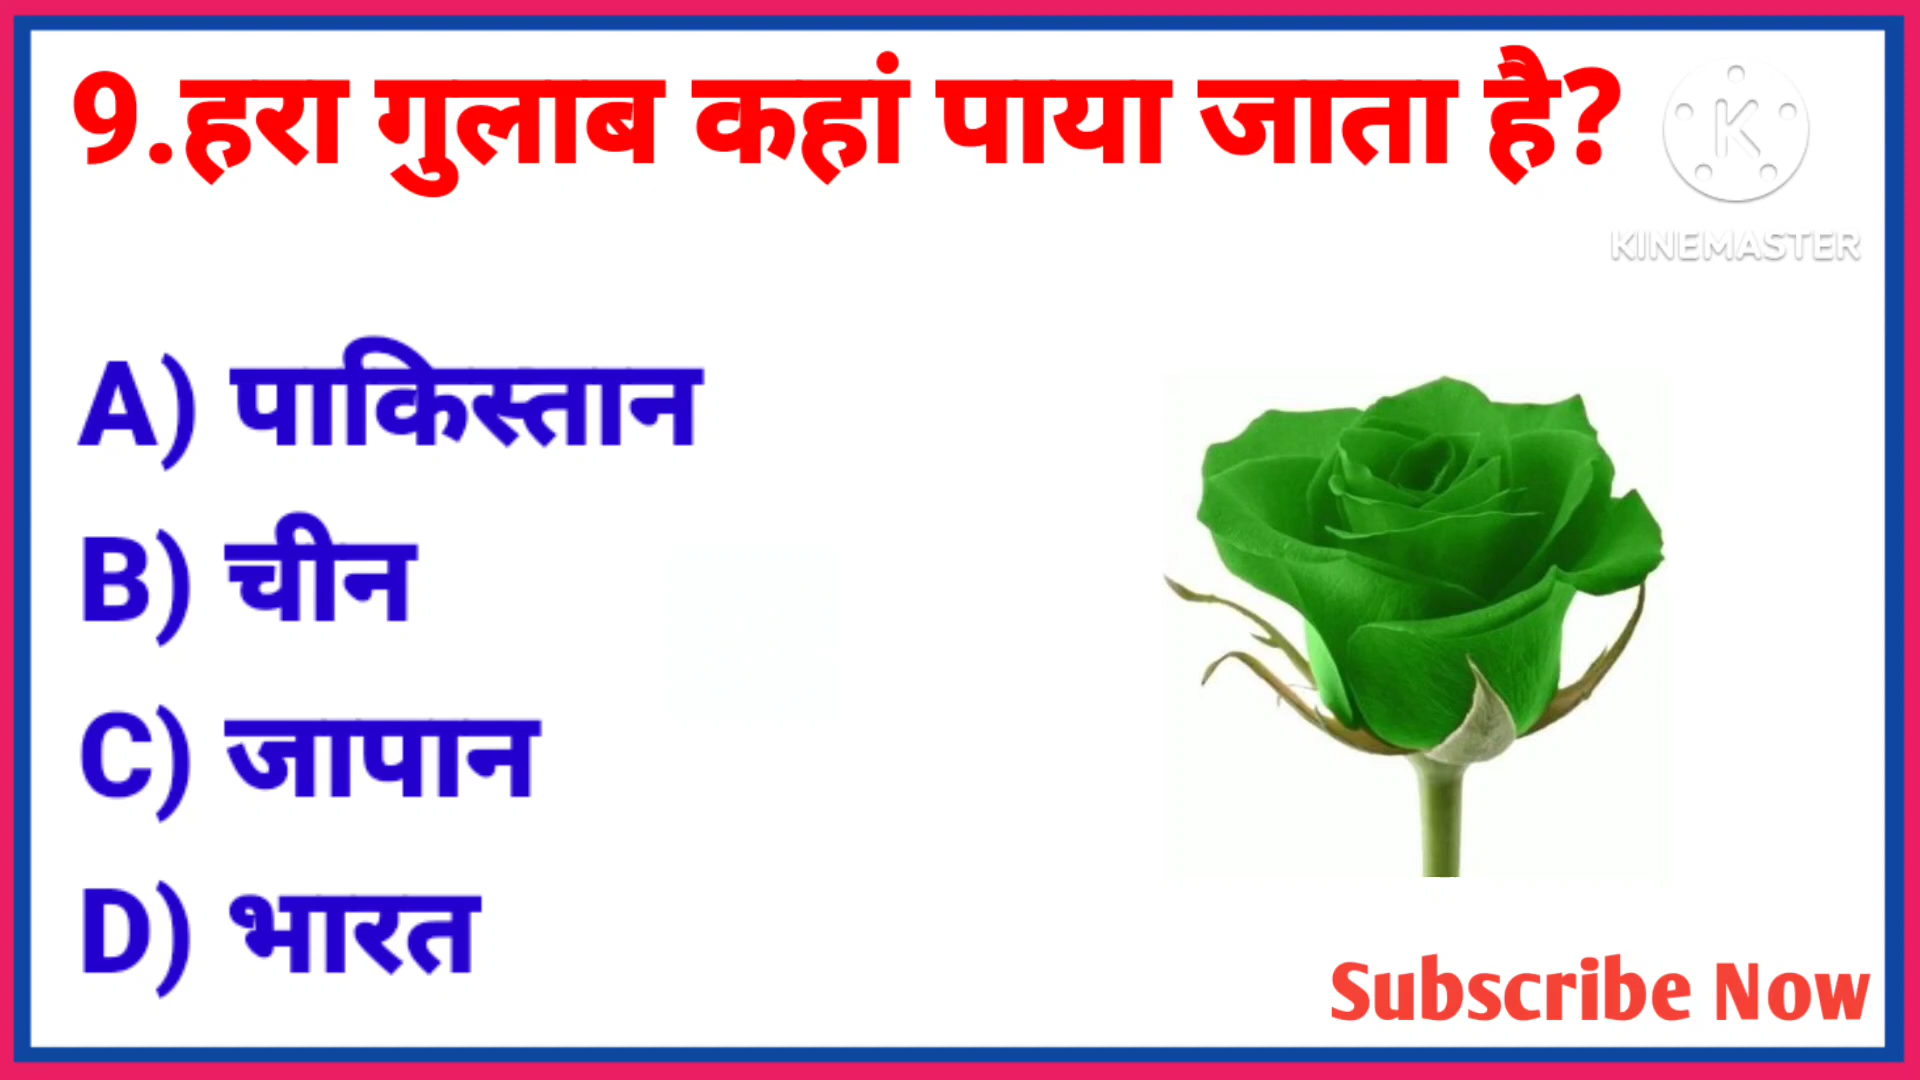 9.हरा गुलाब कहां पाया जाता है?
KINEMASTER
A) पाकिस्तान
B) चीन
C) जापान
D) भारत
Subscribe Now